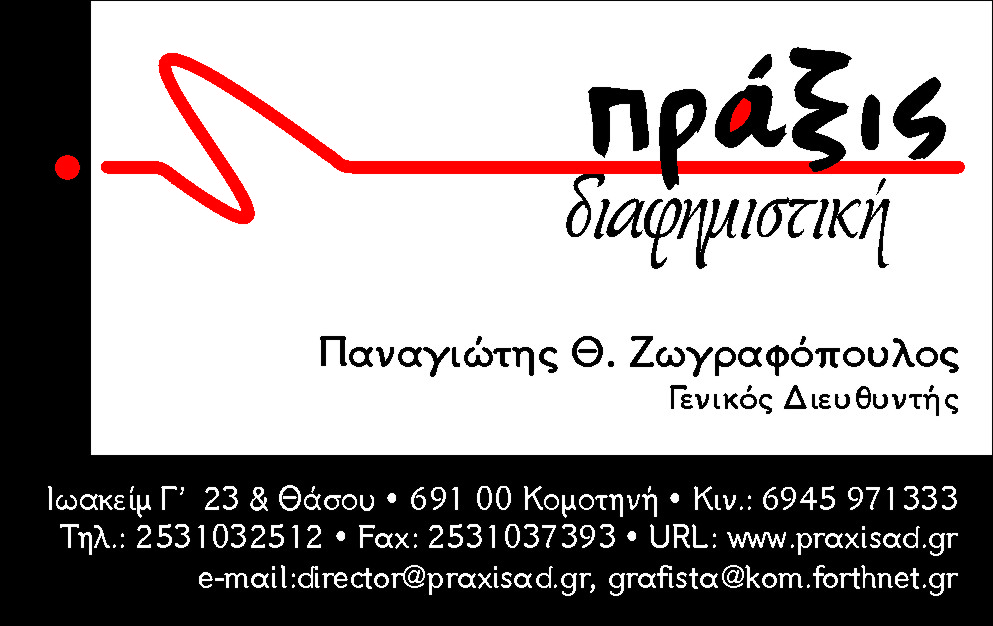 πράξις
διαφημιστική
Παναγιώτης Θ. Ζωγραφόπουλος
Γενικός Διευθυντής
Ιωακείμ Γ' 23 & Θάσου • 691 00 Κομοτηνή • Κιν.: 6945 971333
Τηλ.: 2531032512 • Fax: 2531037393 • URL: www.praxisad.gr
e-mail:director@praxisad.gr, grafista@kom.forthnet.gr